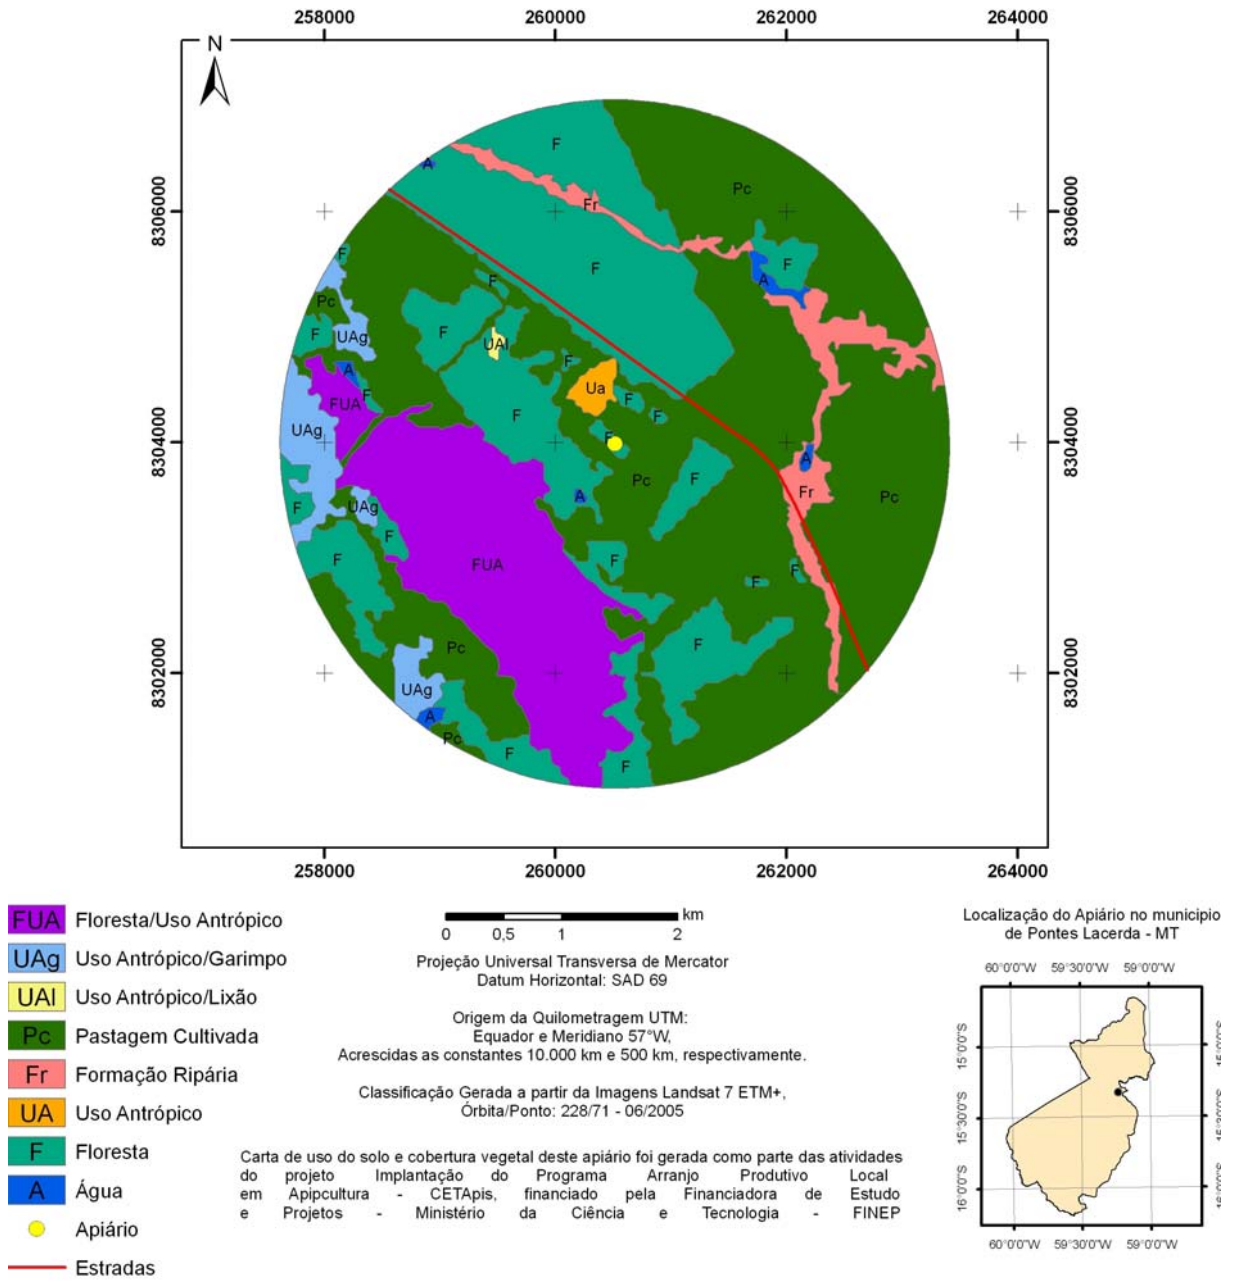 258000 260000 262000 264000
N
F
A
Pc
Fr
8306000 8306000
F
F
F
A
F
Pc
F
UAl
F
UAg
F
A
Ua
FUA
F
F
F
UAg
F
F
8304000 8304000
A
Pc
F
A
Fr
Pc
F
UAg
F
F
F
FUA
F
F
F
Pc
8302000 8302000
UAg
A
Pc
F
F
258000 260000 262000 264000
FUA Floresta/Uso Antrópico
UAg Uso Antrópico/Garimpo
UAl Uso Antrópico/Lixão
Pc Pastagem Cultivada
Fr Formação Ripária
UA Uso Antrópico
F Floresta
A Água
Apiário
Estradas
km
0 0,5 1 2
Projeção Universal Transversa de Mercator
Datum Horizontal: SAD 69
Origem da Quilometragem UTM:
Equador e Meridiano 57°W,
Acrescidas as constantes 10.000 km e 500 km, respectivamente.
Classificação Gerada a partir da Imagens Landsat 7 ETM+,
Órbita/Ponto: 228/71 - 06/2005
Carta de uso do solo e cobertura vegetal deste apiário foi gerada como parte das atividades
do projeto Implantação do Programa Arranjo Produtivo Local
em Apipcultura - CETApis, financiado pela Financiadora de Estudo
e Projetos - Ministério da Ciência e Tecnologia - FINEP
Localização do Apiário no municipio
de Pontes Lacerda - MT
60°0'0"W 59°30'0"W 59°0'0"W
15°0'0"S
15°30'0"S
16°0'0"S
60°0'0"W 59°30'0"W 59°0'0"W